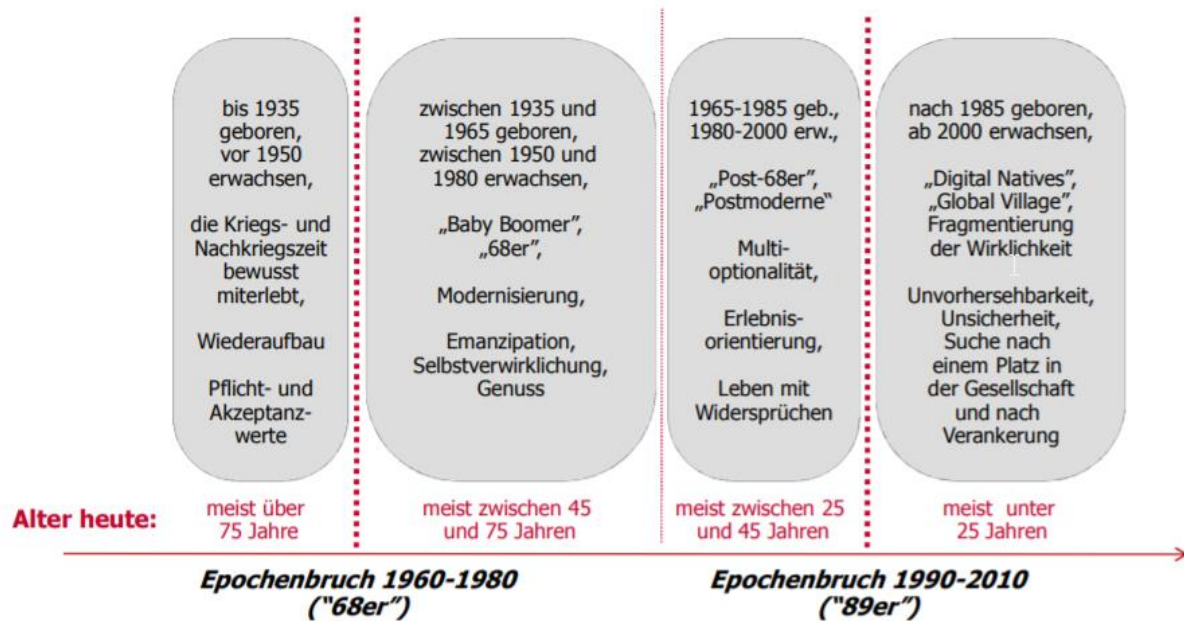 bis 1935
geboren,
vor 1950
erwachsen,
die Kriegs- und
Nachkriegszeit
bewusst
miterlebt,
Wiederaufbau
Pflicht- und
Akzeptanz-
werte
zwischen 1935 und
1965 geboren,
zwischen 1950 und
1980 erwachsen,
„Baby Boomer”,
„68er”,
Modernisierung,
Emanzipation,
Selbstverwirklichung,
Genuss
1965-1985 geb.,
1980-2000 erw.,
„Post-68er”,
„Postmoderne“
Multi-
optionalität,
Erlebnis-
orientierung,
Leben mit
Widersprüchen
nach 1985 geboren,
ab 2000 erwachsen,
„Digital Natives”,
„Global Village”,
Fragmentierung
der Wirklichkeit
Unvorhersehbarkeit,
Unsicherheit,
Suche nach
einem Platz in
der Gesellschaft
und nach
Verankerung
Alter heute:
meist über
75 Jahre
meist zwischen 45
und 75 Jahren
meist zwischen 25
und 45 Jahren
meist unter
25 Jahren
Epochenbruch 1960-1980
("68er")
Epochenbruch 1990-2010
("89er")